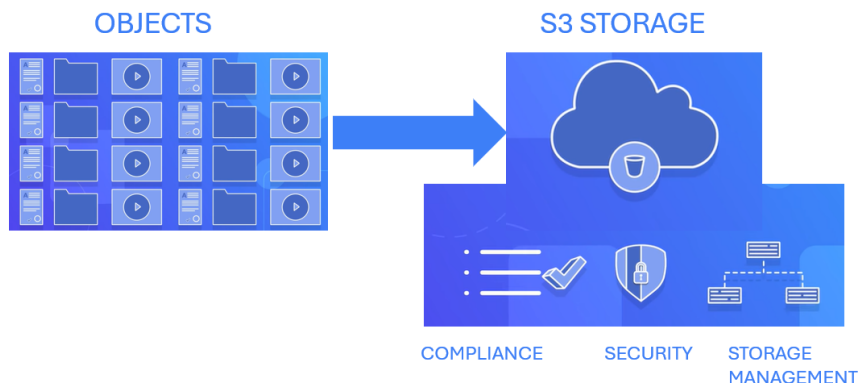 OBJECTS
S3 STORAGE
COMPLIANCE
SECURITY
STORAGE
MANAGEMENT